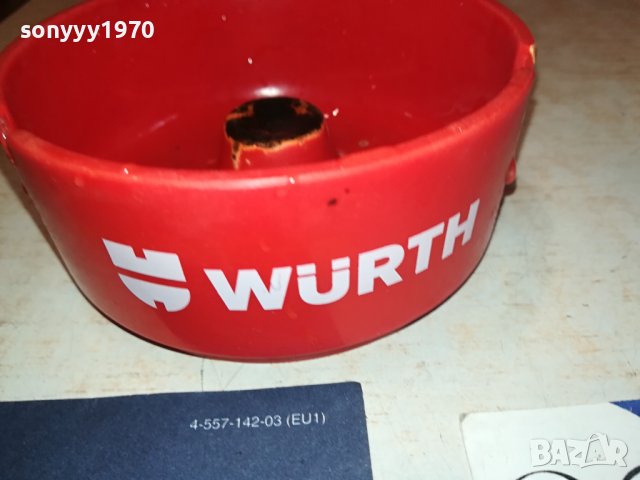 sonyyy1970
WÜRTH
4-557-142-03 (EU1)
BAZAR